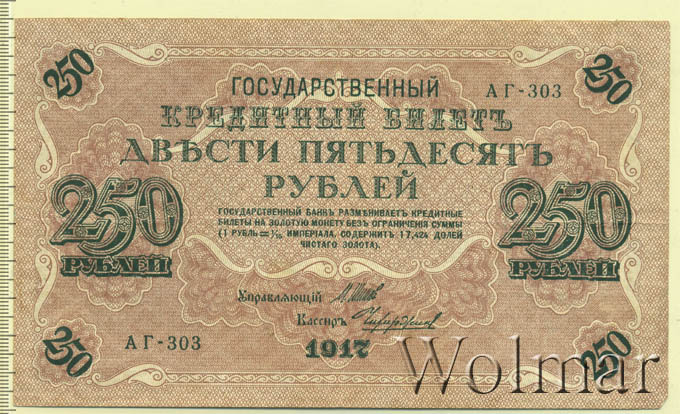 250 250
ГОСУДАРСТВЕННЫЙ АГ-303
КРЕДИТНЫЙ БИЛЕТЪ
ДВѢСТИ ПЯТЬДЕСЯТЪ
РУБЛЕЙ
250 250
РУБЛЕЙ РУБЛЕЙ
ГОСУДАРСТВЕННЫЙ БАНКЪ РАЗМѢНИВАЕТЪ КРЕДИТНЫЕ
БИЛЕТЫ НА ЗОЛОТУЮ МОНЕТУ БЕЗЪ ОГРАНИЧЕНІЯ СУММЫ
(1 РУБЛЬ = 1/15 ИМПЕРІАЛА, СОДЕРЖИТЪ 17,424 ДОЛЕЙ
ЧИСТАГО ЗОЛОТА).
Управляющій
Кассиръ
АГ-303 1917
250 250
Wolmar